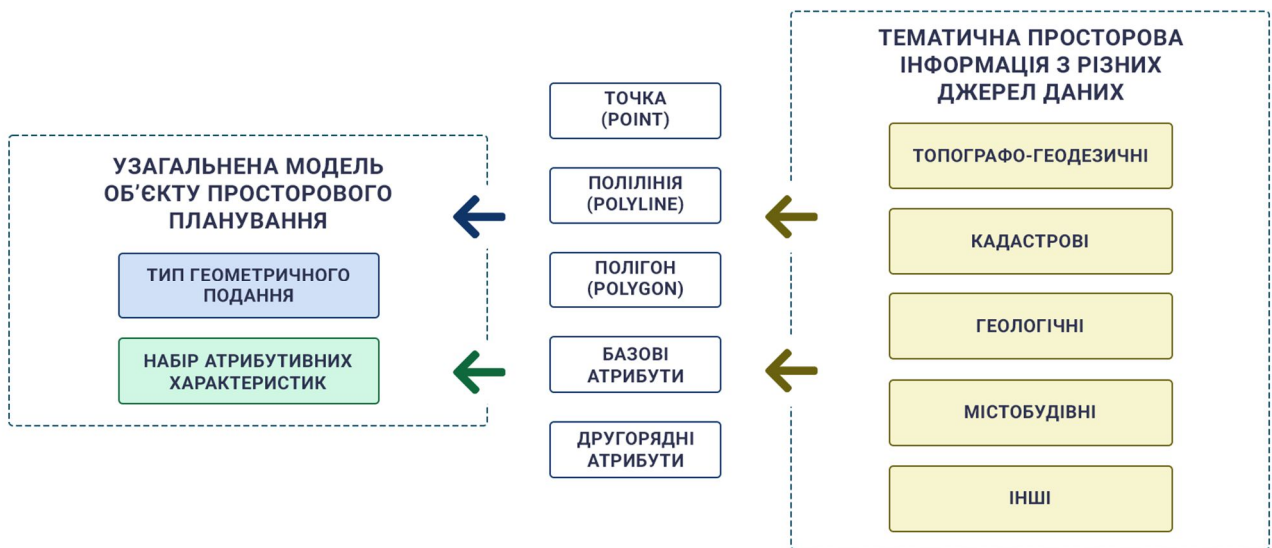 УЗАГАЛЬНЕНА МОДЕЛЬ
ОБ’ЄКТУ ПРОСТОРОВОГО
ПЛАНУВАННЯ
ТИП ГЕОМЕТРИЧНОГО
ПОДАННЯ
НАБІР АТРИБУТИВНИХ
ХАРАКТЕРИСТИК
ТОЧКА
(POINT)
ПОЛІЛІНІЯ
(POLYLINE)
ПОЛІГОН
(POLYGON)
БАЗОВІ
АТРИБУТИ
ДРУГОРЯДНІ
АТРИБУТИ
ТЕМАТИЧНА ПРОСТОРОВА
ІНФОРМАЦІЯ З РІЗНИХ
ДЖЕРЕЛ ДАНИХ
ТОПОГРАФО-ГЕОДЕЗИЧНІ
КАДАСТРОВІ
ГЕОЛОГІЧНІ
МІСТОБУДІВНІ
ІНШІ